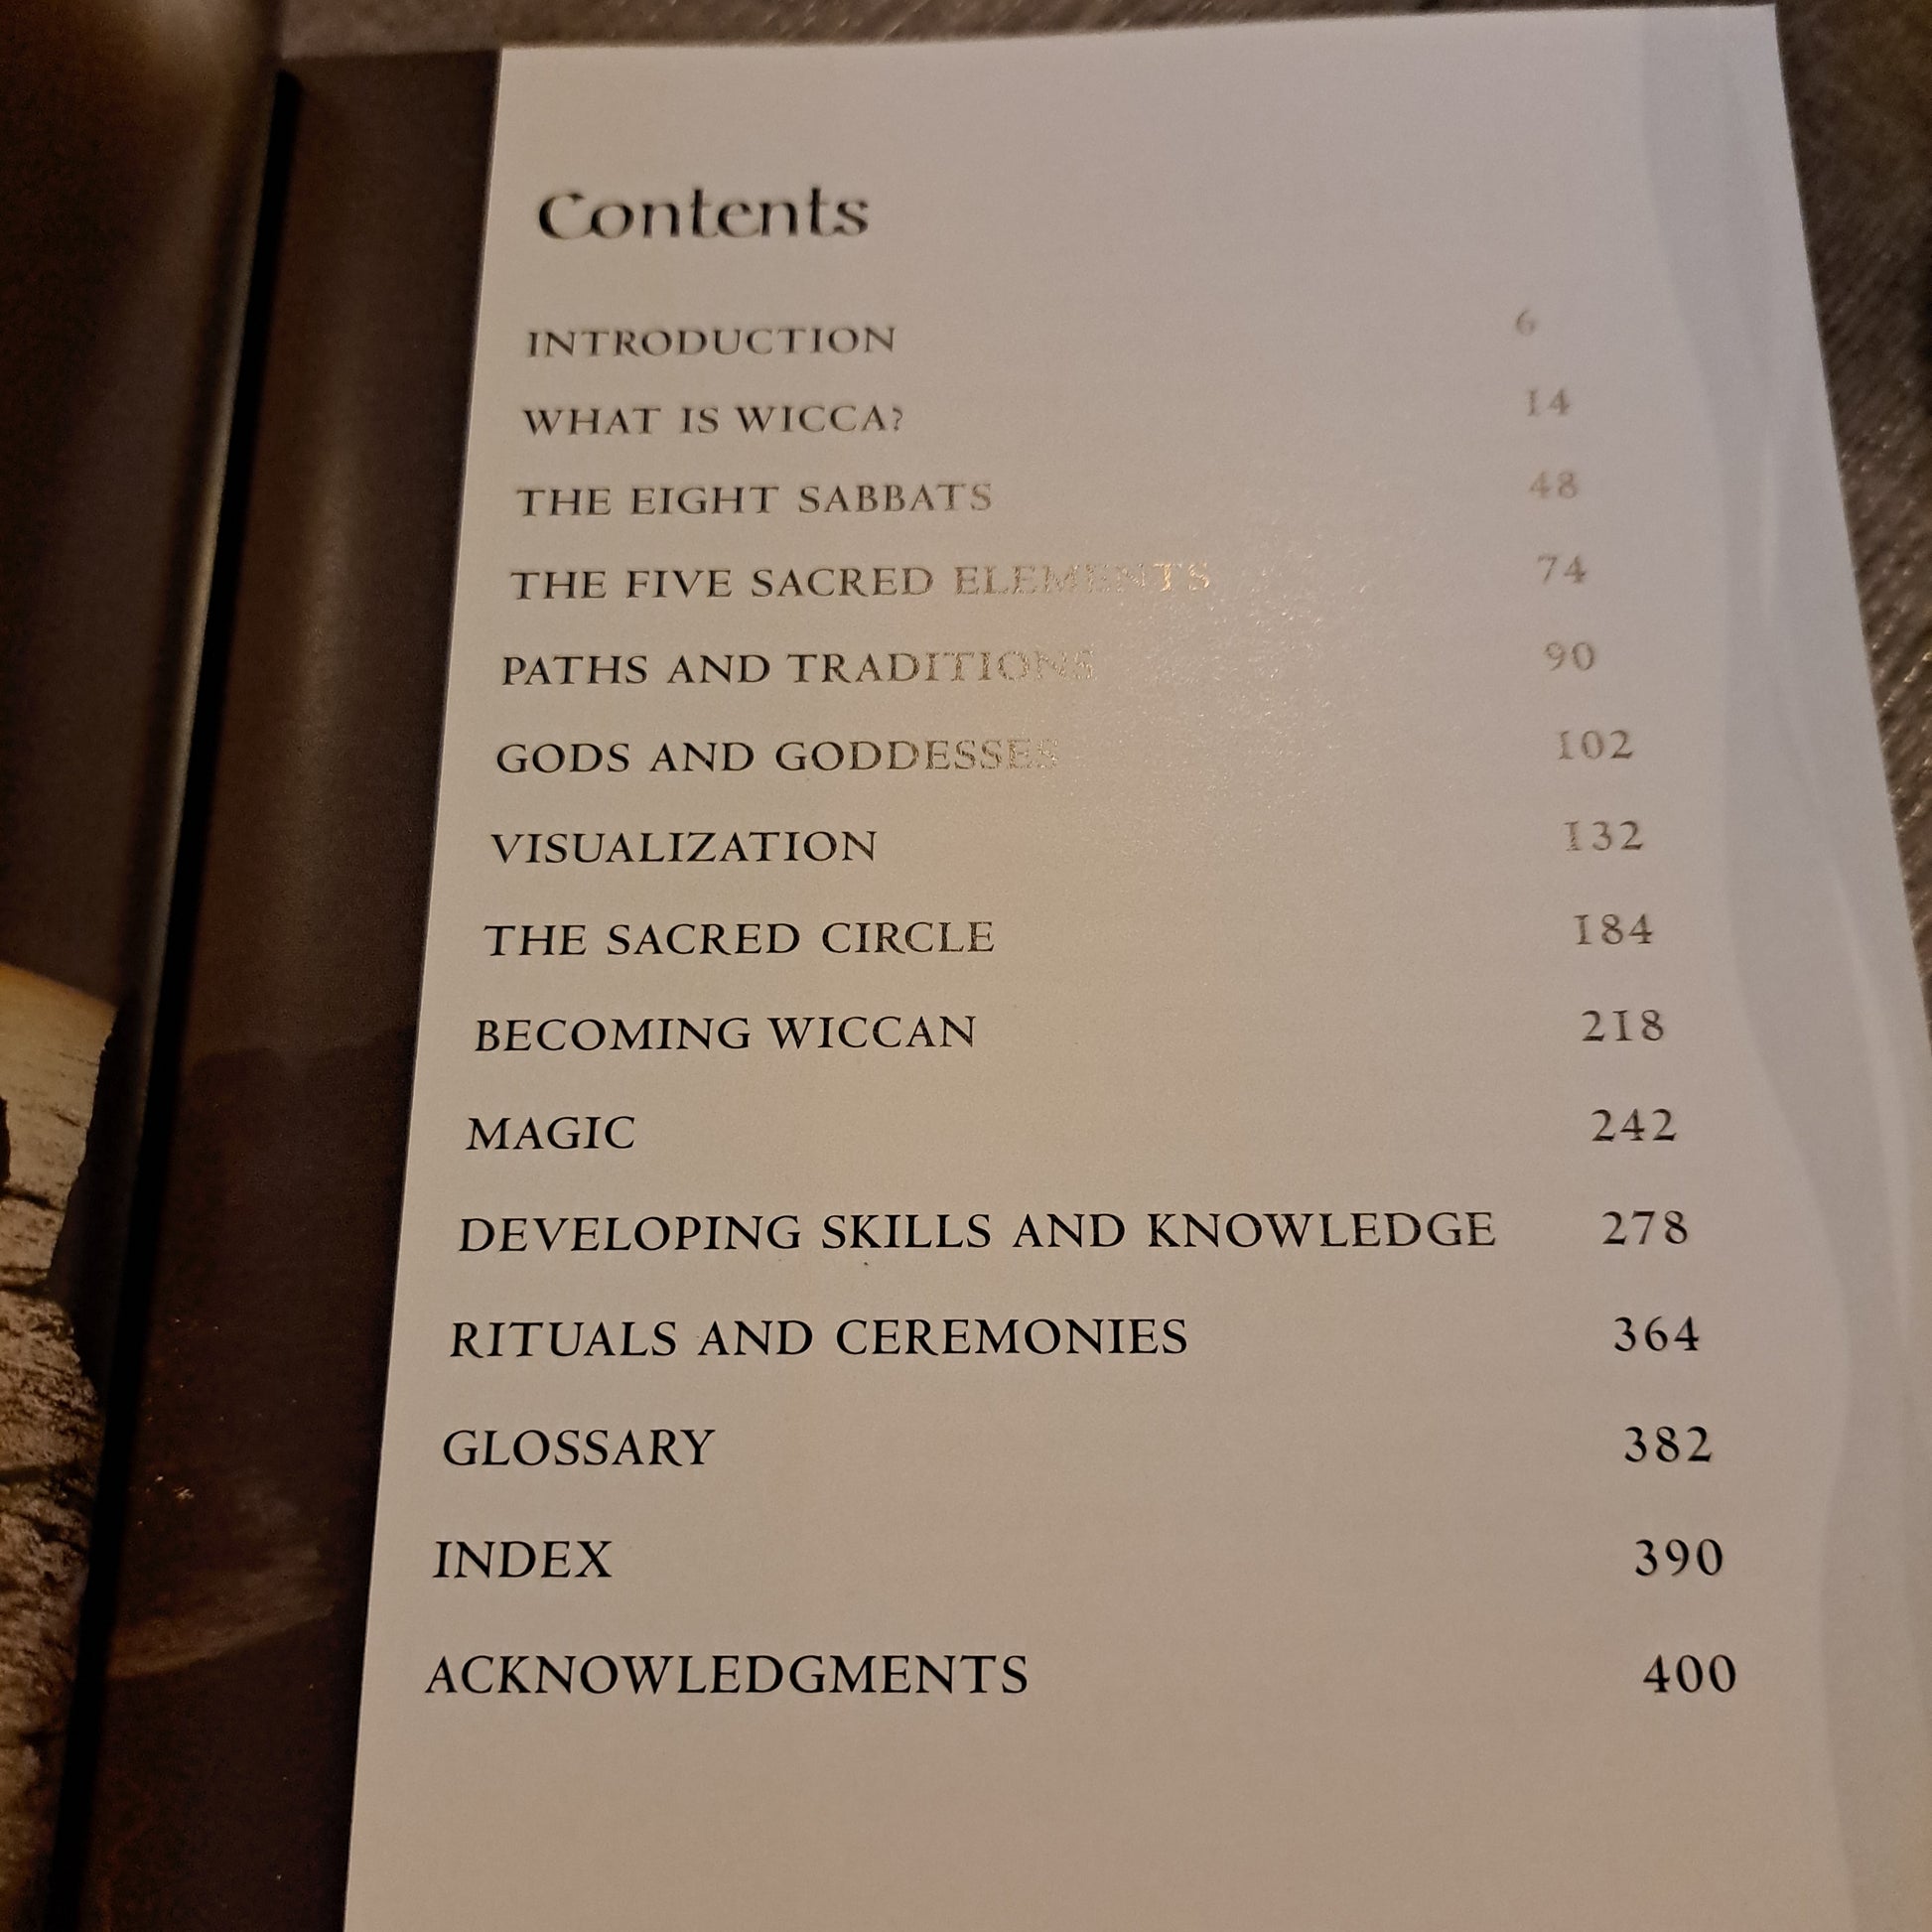 Contents
INTRODUCTION 6
WHAT IS WICCA? 14
THE EIGHT SABBATS 48
THE FIVE SACRED ELEMENTS 74
PATHS AND TRADITIONS 90
GODS AND GODDESSES 102
VISUALIZATION 132
THE SACRED CIRCLE 184
BECOMING WICCAN 218
MAGIC 242
DEVELOPING SKILLS AND KNOWLEDGE 278
RITUALS AND CEREMONIES 364
GLOSSARY 382
INDEX 390
ACKNOWLEDGMENTS 400